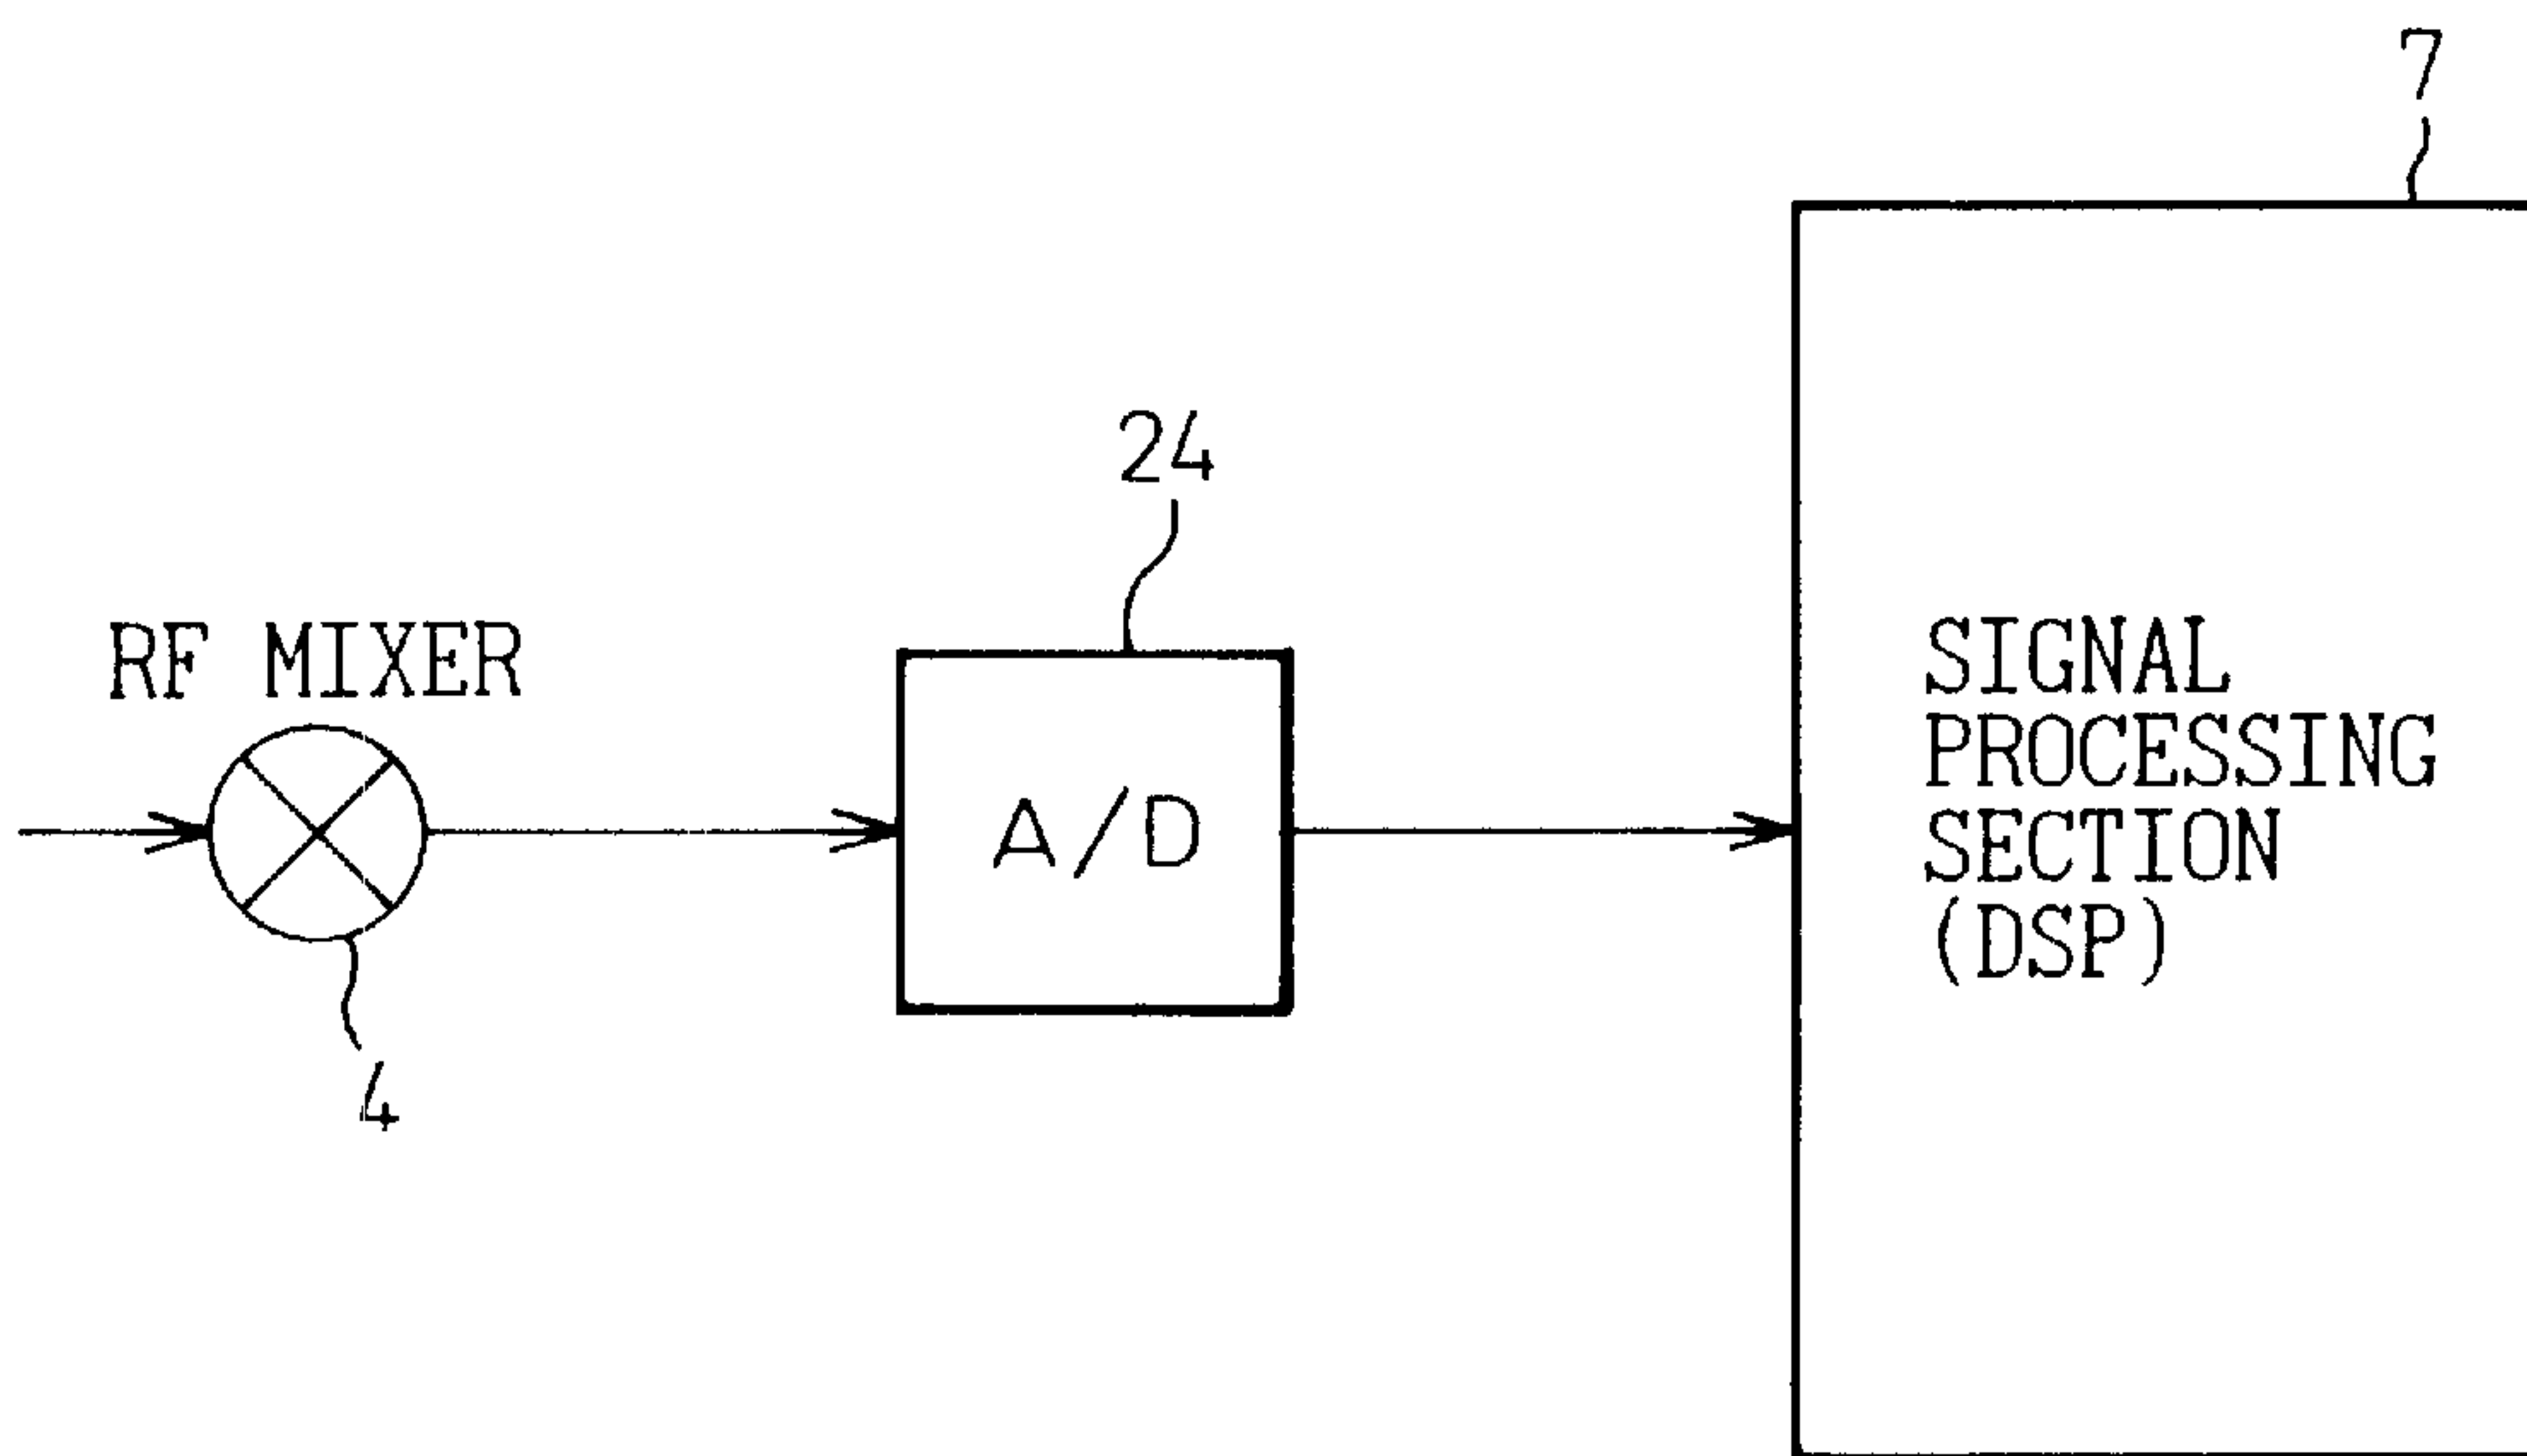 7
24
RF MIXER
A/D
SIGNAL
PROCESSING
SECTION
(DSP)
4